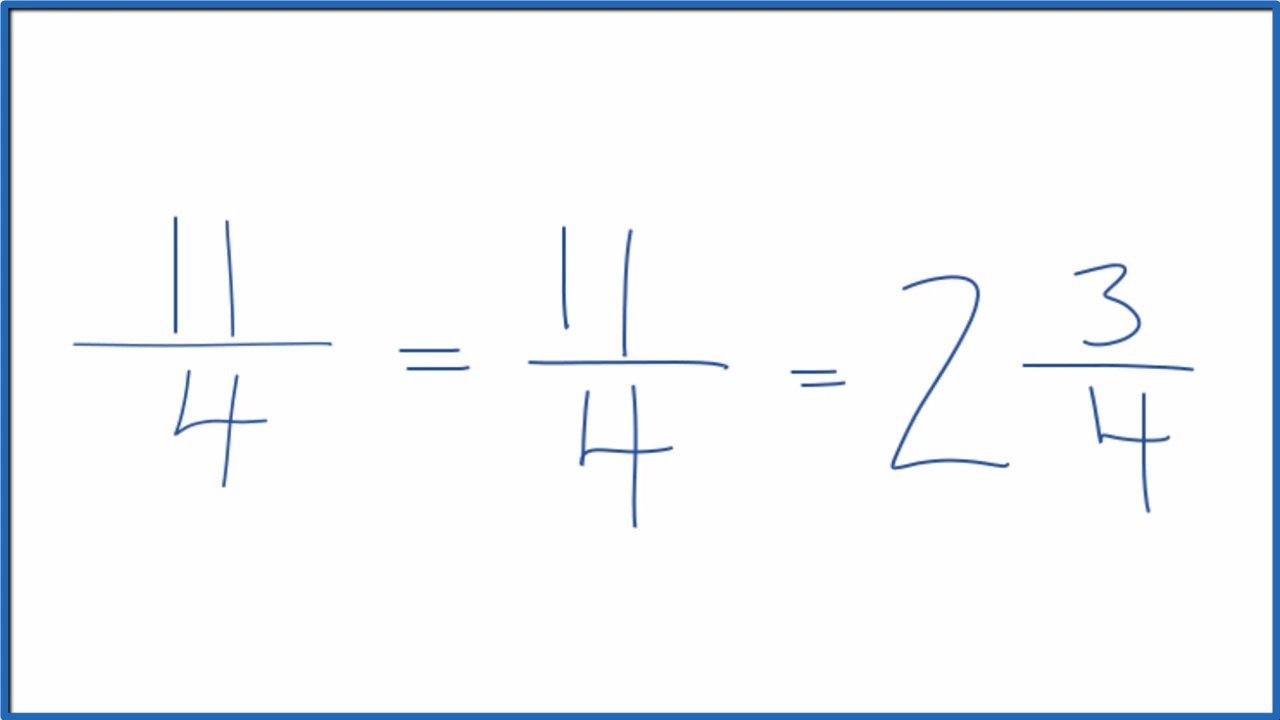 11/4 = 11/4 = 2 3/4